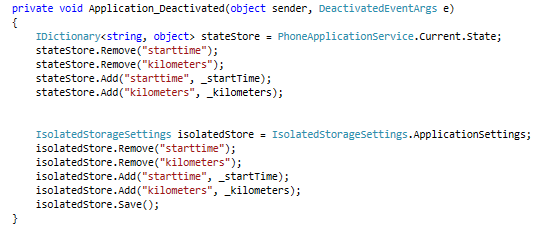 private void Application_Deactivated(object sender, DeactivatedEventArgs e)
{
    IDictionary<string, object> stateStore = PhoneApplicationService.Current.State;
    stateStore.Remove("starttime");
    stateStore.Remove("kilometers");
    stateStore.Add("starttime", _startTime);
    stateStore.Add("kilometers", _kilometers);

    IsolatedStorageSettings isolatedStore = IsolatedStorageSettings.ApplicationSettings;
    isolatedStore.Remove("starttime");
    isolatedStore.Remove("kilometers");
    isolatedStore.Add("starttime", _startTime);
    isolatedStore.Add("kilometers", _kilometers);
    isolatedStore.Save();
}